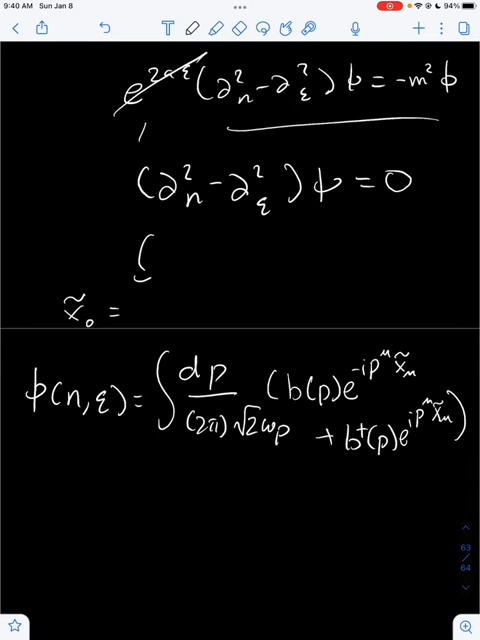 9:40 AM Sun Jan 8 94%
T
e^{2aξ} (∂²_η − ∂²_ξ) φ = −m² φ
(∂²_η − ∂²_ξ) φ = 0
(
x̃₀ =
φ(η,ξ) = ∫ dp / (2π)√2ω_p (b(p) e^{−ip^μ x̃_μ}
+ b†(p) e^{ip^μ x̃_μ})
63
/
64